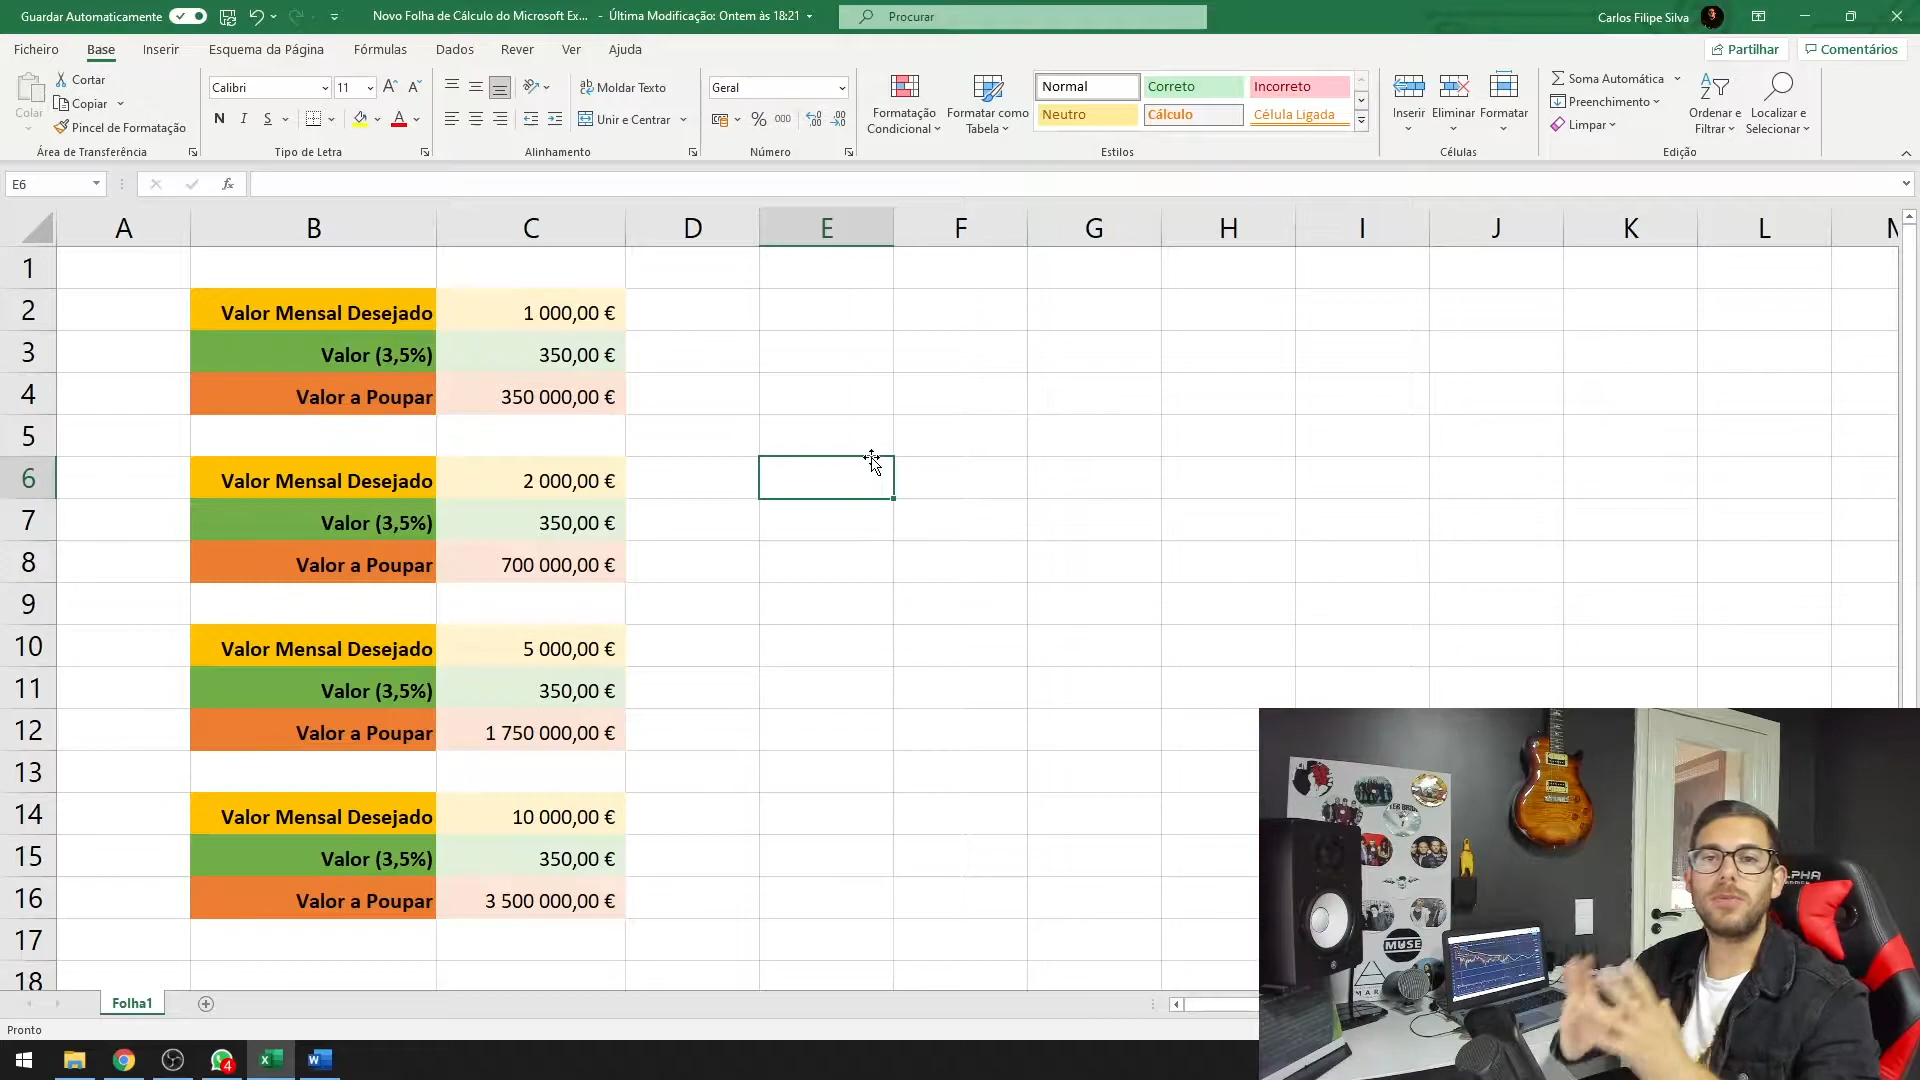 Guardar Automaticamente
Novo Folha de Cálculo do Microsoft Ex... - Última Modificação: Ontem às 18:21
Procurar
Carlos Filipe Silva
Ficheiro Base Inserir Esquema da Página Fórmulas Dados Rever Ver Ajuda
Partilhar Comentários
Colar
Cortar
Copiar
Pincel de Formatação
Área de Transferência
Calibri 11
N I S
Tipo de Letra
Moldar Texto
Unir e Centrar
Alinhamento
Geral
% 000
Número
Formatação Condicional
Formatar como Tabela
Normal Correto Incorreto
Neutro Cálculo Célula Ligada
Estilos
Inserir Eliminar Formatar
Células
Soma Automática
Preenchimento
Limpar
Ordenar e Filtrar
Localizar e Selecionar
Edição
E6
fx
A B C D E F G H I J K L M
1
2 Valor Mensal Desejado 1 000,00 €
3 Valor (3,5%) 350,00 €
4 Valor a Poupar 350 000,00 €
5
6 Valor Mensal Desejado 2 000,00 €
7 Valor (3,5%) 350,00 €
8 Valor a Poupar 700 000,00 €
9
10 Valor Mensal Desejado 5 000,00 €
11 Valor (3,5%) 350,00 €
12 Valor a Poupar 1 750 000,00 €
13
14 Valor Mensal Desejado 10 000,00 €
15 Valor (3,5%) 350,00 €
16 Valor a Poupar 3 500 000,00 €
17
18
MUSE
Folha1
Pronto
4